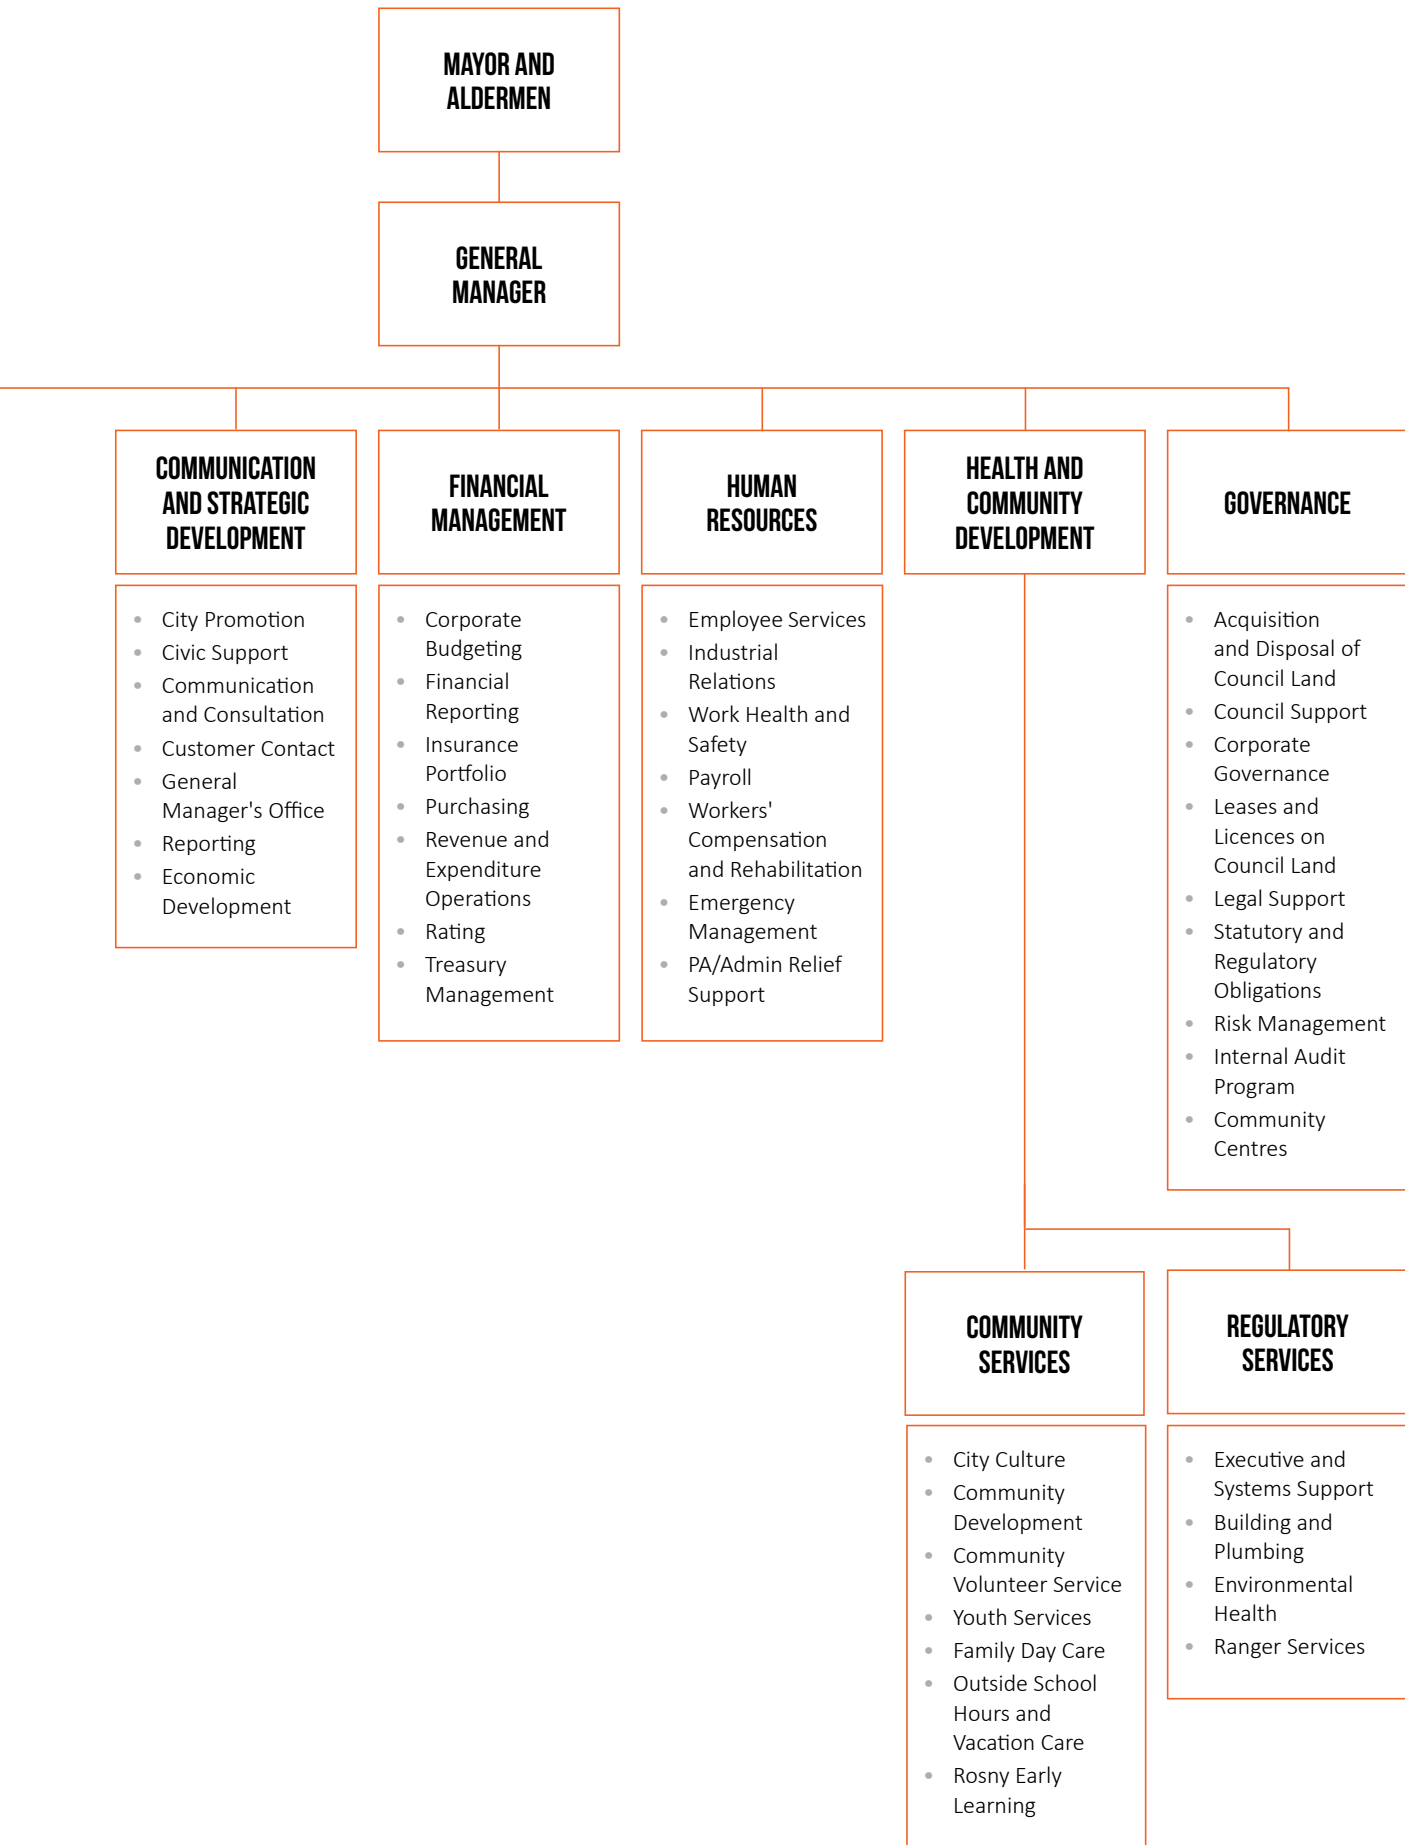 MAYOR AND
ALDERMEN
GENERAL
MANAGER
COMMUNICATION
AND STRATEGIC
DEVELOPMENT
• City Promotion
• Civic Support
• Communication
and Consultation
• Customer Contact
• General
Manager's Office
• Reporting
• Economic
Development
FINANCIAL
MANAGEMENT
• Corporate
Budgeting
• Financial
Reporting
• Insurance
Portfolio
• Purchasing
• Revenue and
Expenditure
Operations
• Rating
• Treasury
Management
HUMAN
RESOURCES
• Employee Services
• Industrial
Relations
• Work Health and
Safety
• Payroll
• Workers'
Compensation
and Rehabilitation
• Emergency
Management
• PA/Admin Relief
Support
HEALTH AND
COMMUNITY
DEVELOPMENT
GOVERNANCE
• Acquisition
and Disposal of
Council Land
• Council Support
• Corporate
Governance
• Leases and
Licences on
Council Land
• Legal Support
• Statutory and
Regulatory
Obligations
• Risk Management
• Internal Audit
Program
• Community
Centres
COMMUNITY
SERVICES
• City Culture
• Community
Development
• Community
Volunteer Service
• Youth Services
• Family Day Care
• Outside School
Hours and
Vacation Care
• Rosny Early
Learning
REGULATORY
SERVICES
• Executive and
Systems Support
• Building and
Plumbing
• Environmental
Health
• Ranger Services